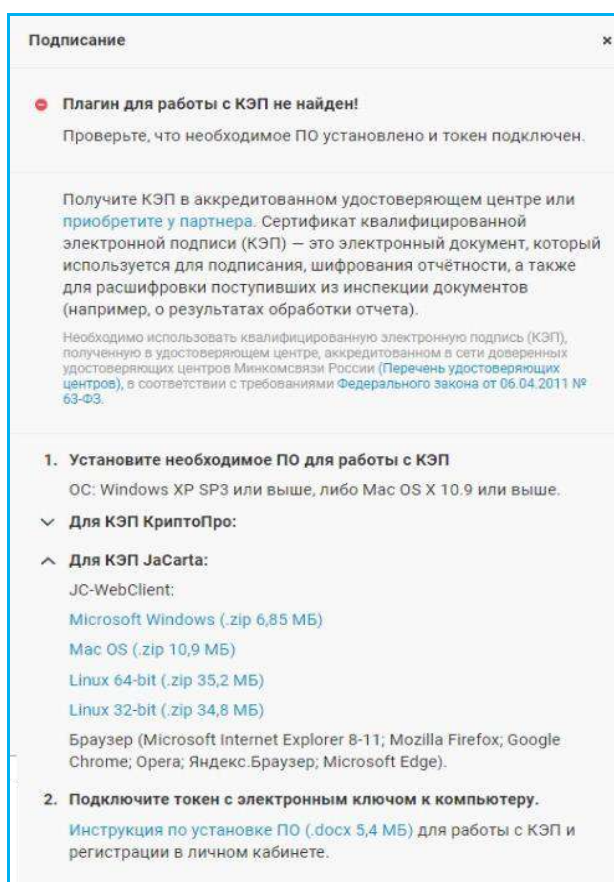 Подписание ×
Плагин для работы с КЭП не найден!
Проверьте, что необходимое ПО установлено и токен подключен.
Получите КЭП в аккредитованном удостоверяющем центре или
приобретите у партнера. Сертификат квалифицированной
электронной подписи (КЭП) — это электронный документ, который
используется для подписания, шифрования отчётности, а также
для расшифровки поступивших из инспекции документов
(например, о результатах обработки отчета).
Необходимо использовать квалифицированную электронную подпись (КЭП),
полученную в удостоверяющем центре, аккредитованном в сети доверенных
удостоверяющих центров Минкомсвязи России (Перечень удостоверяющих
центров), в соответствии с требованиями Федерального закона от 06.04.2011 №
63-ФЗ.
1. Установите необходимое ПО для работы с КЭП
ОС: Windows XP SP3 или выше, либо Mac OS X 10.9 или выше.
Для КЭП КриптоПро:
Для КЭП JaCarta:
JC-WebClient:
Microsoft Windows (.zip 6,85 МБ)
Mac OS (.zip 10,9 МБ)
Linux 64-bit (.zip 35,2 МБ)
Linux 32-bit (.zip 34,8 МБ)
Браузер (Microsoft Internet Explorer 8-11; Mozilla Firefox; Google
Chrome; Opera; Яндекс.Браузер; Microsoft Edge).
2. Подключите токен с электронным ключом к компьютеру.
Инструкция по установке ПО (.docx 5,4 МБ) для работы с КЭП и
регистрации в личном кабинете.